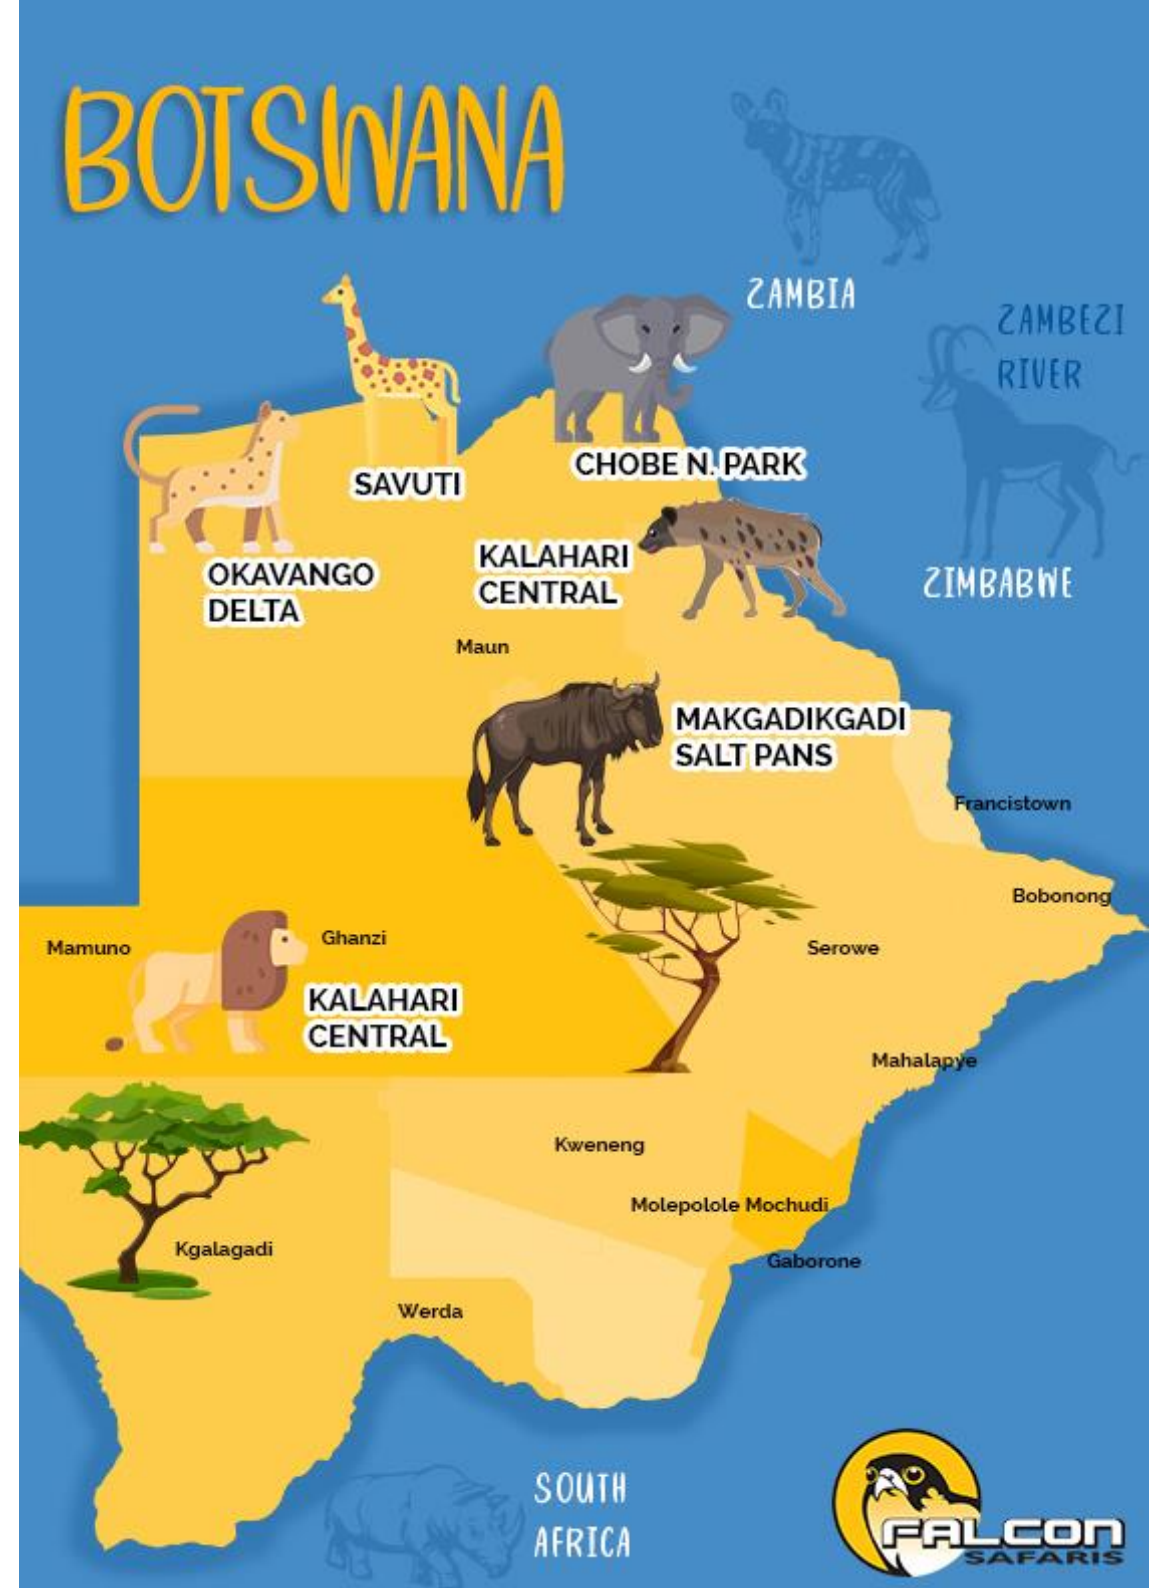 BOTSWANA
ZAMBIA
ZAMBEZI
RIVER
CHOBE N. PARK
SAVUTI
KALAHARI
CENTRAL
OKAVANGO
DELTA
ZIMBABWE
Maun
MAKGADIKGADI
SALT PANS
Francistown
Bobonong
Mamuno
Ghanzi
Serowe
KALAHARI
CENTRAL
Mahalapye
Kweneng
Molepolole Mochudi
Kgalagadi
Gaborone
Werda
SOUTH
AFRICA
FALCON
SAFARIS